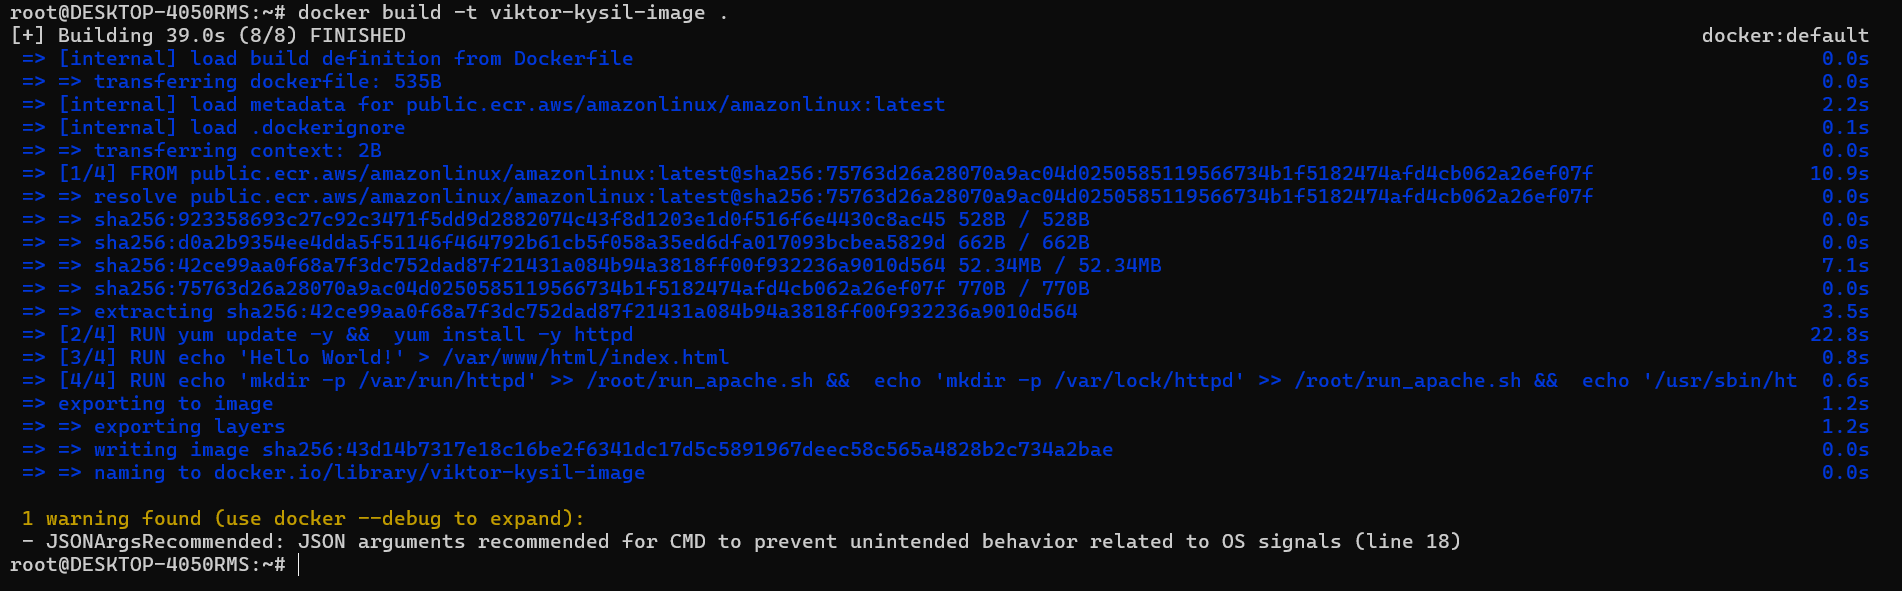 root@DESKTOP-4050RMS:~# docker build -t viktor-kysil-image .
[+] Building 39.0s (8/8) FINISHED docker:default
=> [internal] load build definition from Dockerfile 0.0s
=> => transferring dockerfile: 535B 0.0s
=> [internal] load metadata for public.ecr.aws/amazonlinux/amazonlinux:latest 2.2s
=> [internal] load .dockerignore 0.1s
=> => transferring context: 2B 0.0s
=> [1/4] FROM public.ecr.aws/amazonlinux/amazonlinux:latest@sha256:75763d26a28070a9ac04d0250585119566734b1f5182474afd4cb062a26ef07f 10.9s
=> => resolve public.ecr.aws/amazonlinux/amazonlinux:latest@sha256:75763d26a28070a9ac04d0250585119566734b1f5182474afd4cb062a26ef07f 0.0s
=> => sha256:923358693c27c92c3471f5dd9d2882074c43f8d1203e1d0f516f6e4430c8ac45 528B / 528B 0.0s
=> => sha256:d0a2b9354ee4dda5f51146f464792b61cb5f058a35ed6dfa017093bcbea5829d 662B / 662B 0.0s
=> => sha256:42ce99aa0f68a7f3dc752dad87f21431a084b94a3818ff00f932236a9010d564 52.34MB / 52.34MB 7.1s
=> => sha256:75763d26a28070a9ac04d0250585119566734b1f5182474afd4cb062a26ef07f 770B / 770B 0.0s
=> => extracting sha256:42ce99aa0f68a7f3dc752dad87f21431a084b94a3818ff00f932236a9010d564 3.5s
=> [2/4] RUN yum update -y &&  yum install -y httpd 22.8s
=> [3/4] RUN echo 'Hello World!' > /var/www/html/index.html 0.8s
=> [4/4] RUN echo 'mkdir -p /var/run/httpd' >> /root/run_apache.sh &&  echo 'mkdir -p /var/lock/httpd' >> /root/run_apache.sh &&  echo '/usr/sbin/ht 0.6s
=> exporting to image 1.2s
=> => exporting layers 1.2s
=> => writing image sha256:43d14b7317e18c16be2f6341dc17d5c5891967deec58c565a4828b2c734a2bae 0.0s
=> => naming to docker.io/library/viktor-kysil-image 0.0s
1 warning found (use docker --debug to expand):
- JSONArgsRecommended: JSON arguments recommended for CMD to prevent unintended behavior related to OS signals (line 18)
root@DESKTOP-4050RMS:~#